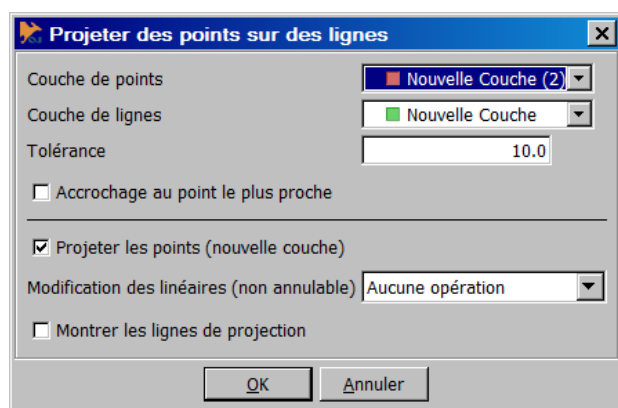 Projeter des points sur des lignes
Couche de points Nouvelle Couche (2)
Couche de lignes Nouvelle Couche
Tolérance 10.0
Accrochage au point le plus proche
Projeter les points (nouvelle couche)
Modification des linéaires (non annulable) Aucune opération
Montrer les lignes de projection
OK Annuler